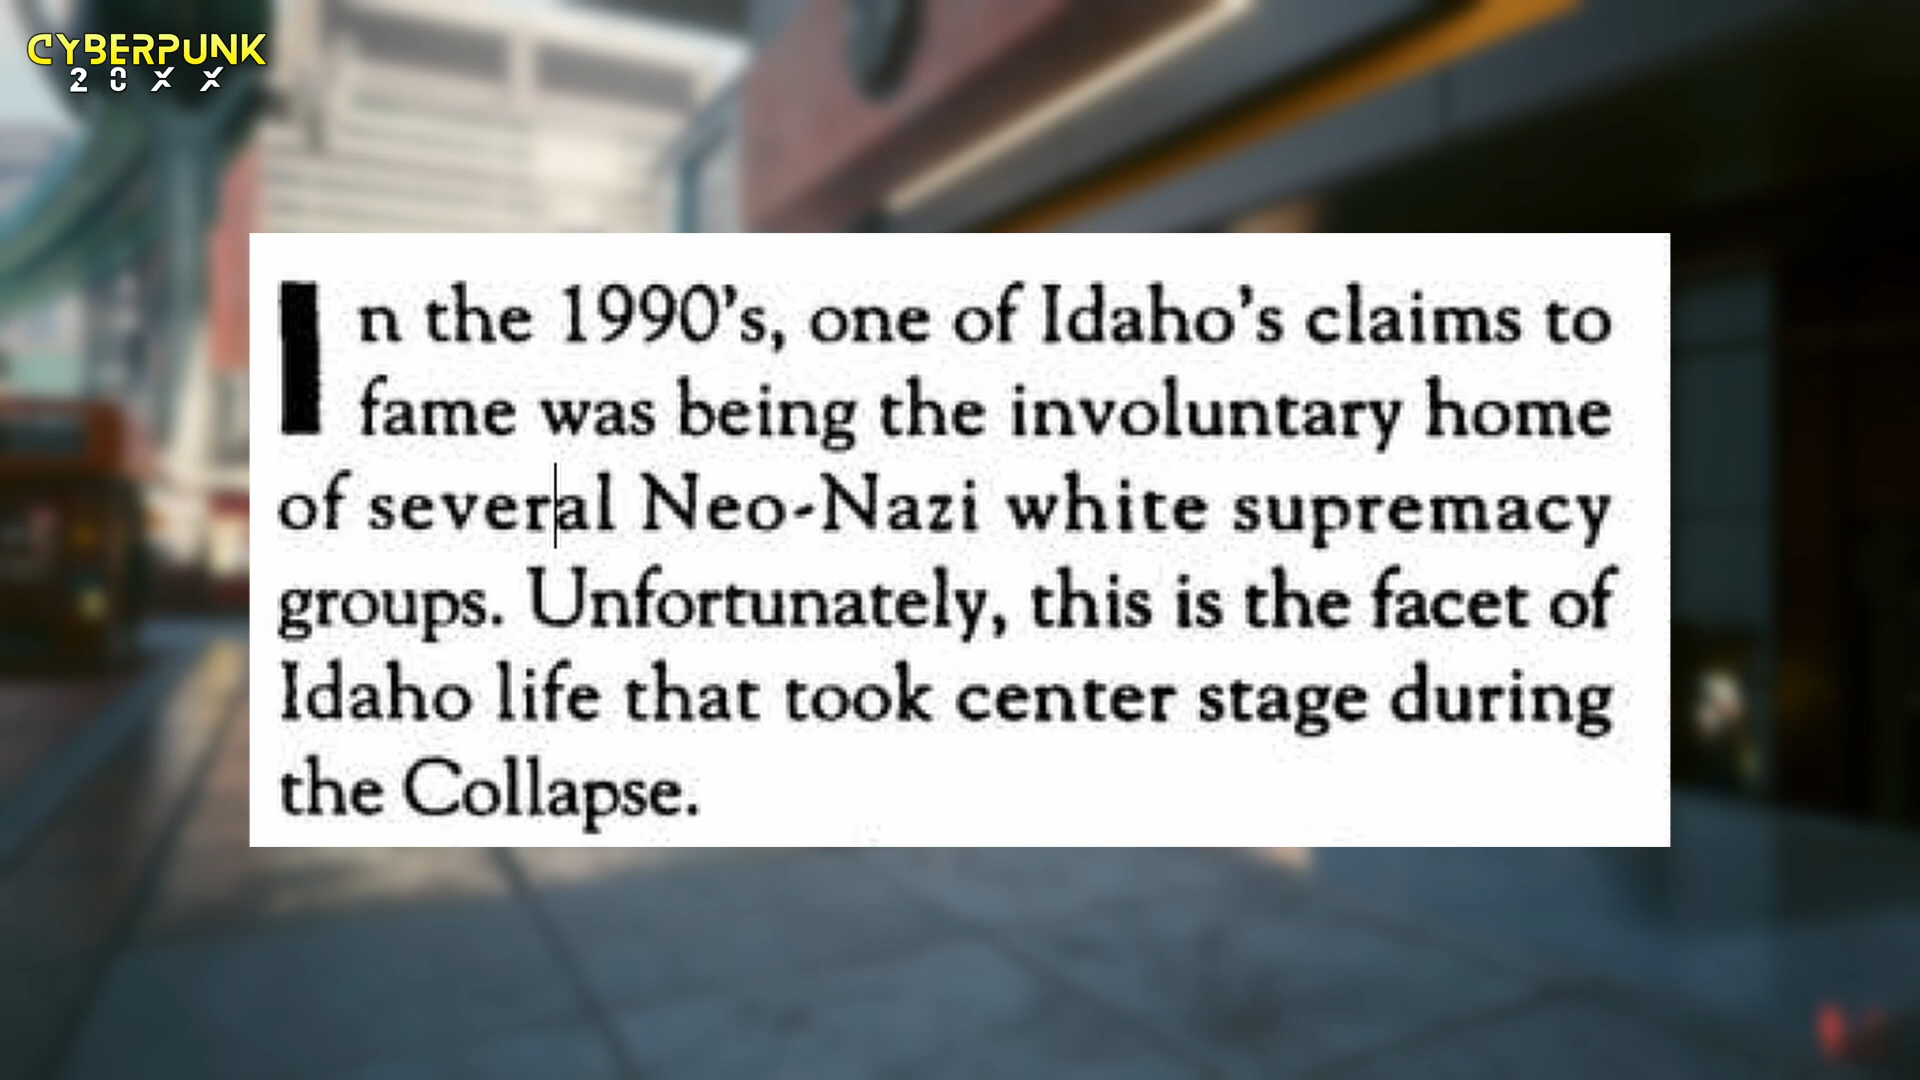 CYBERPUNK
20XX
In the 1990's, one of Idaho's claims to
fame was being the involuntary home
of several Neo-Nazi white supremacy
groups. Unfortunately, this is the facet of
Idaho life that took center stage during
the Collapse.